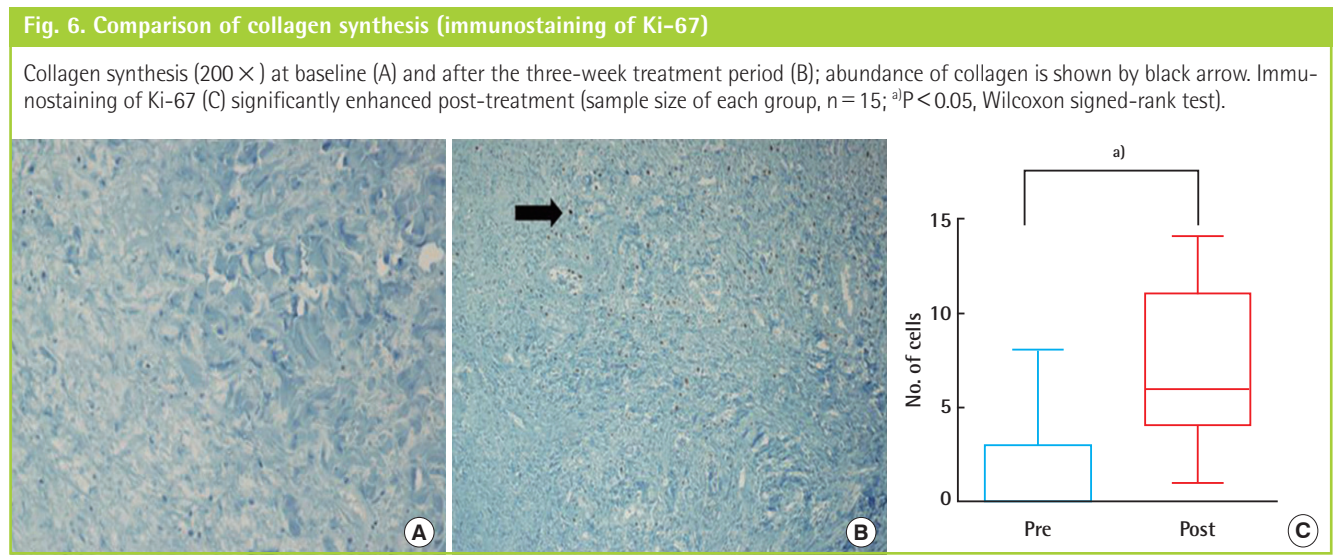 Fig. 6. Comparison of collagen synthesis (immunostaining of Ki-67)
Collagen synthesis (200 ×) at baseline (A) and after the three-week treatment period (B); abundance of collagen is shown by black arrow. Immu-
nostaining of Ki-67 (C) significantly enhanced post-treatment (sample size of each group, n=15; a)P<0.05, Wilcoxon signed-rank test).
A
B
a)
15
10
5
0
No. of cells
Pre
Post
C